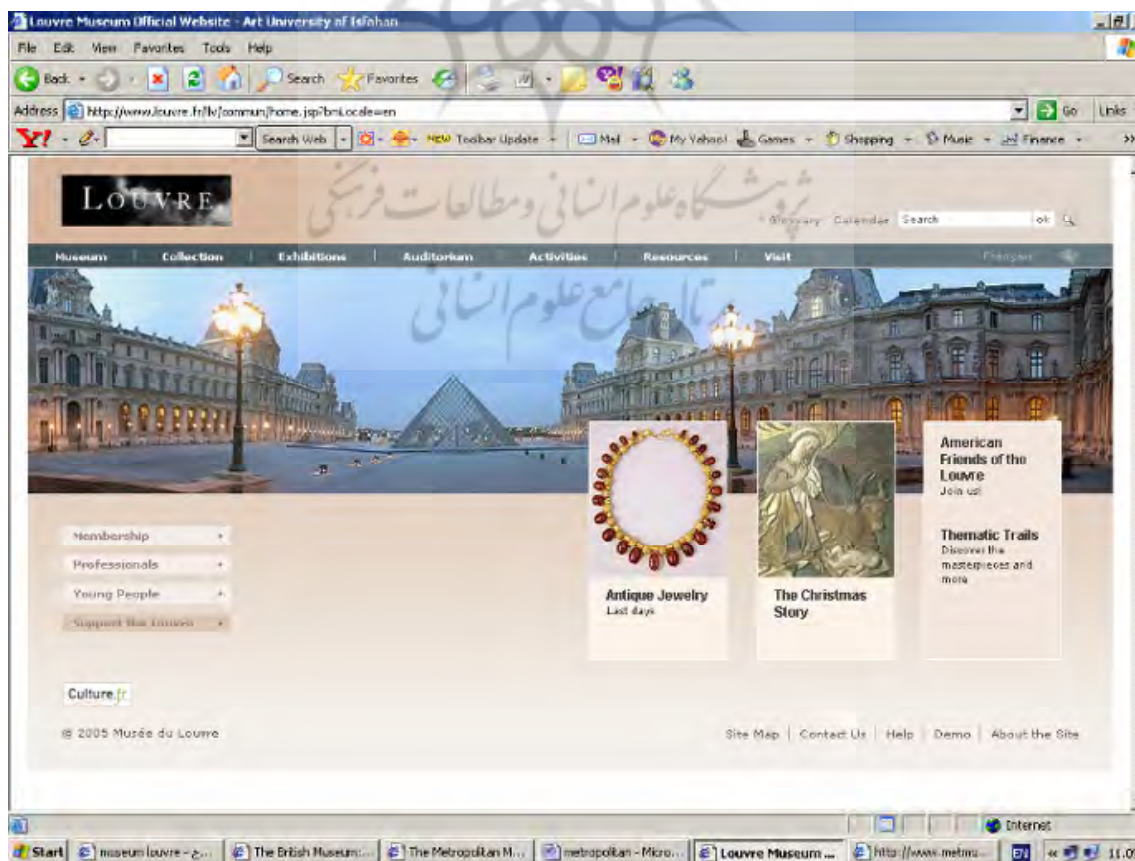 Louvre Museum Official Website - Art University of Isfahan
File Edit View Favorites Tools Help
Back Search Favorites
Address http://www.louvre.fr/llv/commun/home.jsp?bmLocale=en Go Links
Y! Search Web NEW Toolbar Update Mail My Yahoo! Games Shopping Music Finance
LOUVRE
پژوهشگاه علوم انسانی و مطالعات فرهنگی
Glossary Calendar Search ok
Museum Collection Exhibitions Auditorium Activities Resources Visit Français
پرتال جامع علوم انسانی
American
Friends of the
Louvre
Join us!
Thematic Trails
Discover the
masterpieces and
more
Antique Jewelry
Last days
The Christmas
Story
Membership
Professionals
Young People
Support the Louvre
Culture.fr
© 2005 Musée du Louvre
Site Map | Contact Us | Help | Demo | About the Site
Internet
Start museum louvre - ... The British Museum:... The Metropolitan M... metropolitan - Micro... Louvre Museum ... http://www.metmu... EN